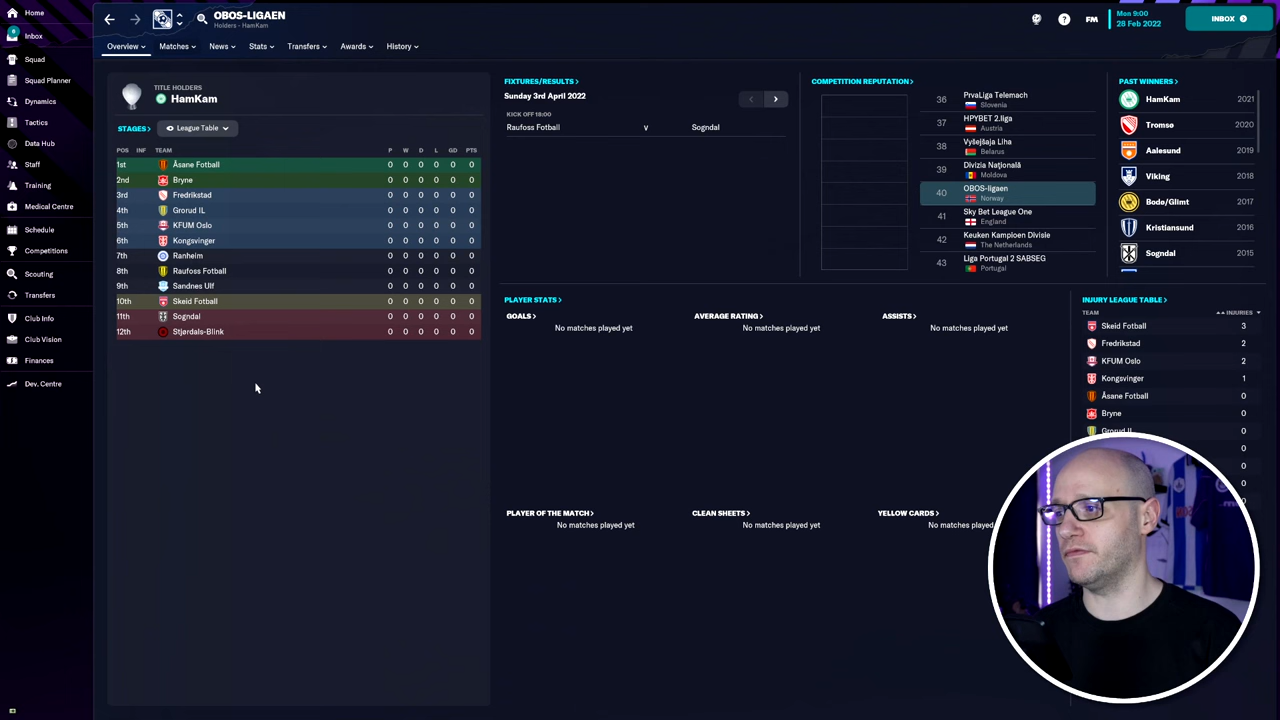 Home
Inbox
Squad
Squad Planner
Dynamics
Tactics
Data Hub
Staff
Training
Medical Centre
Schedule
Competitions
Scouting
Transfers
Club Info
Club Vision
Finances
Dev. Centre
OBOS-LIGAEN
Holders - HamKam
FM
Mon 9:00
28 Feb 2022
INBOX
Overview
Matches
News
Stats
Transfers
Awards
History
TITLE HOLDERS
HamKam
STAGES
League Table
POS INF TEAM P W D L GD PTS
1st Åsane Fotball 0 0 0 0 0 0
2nd Bryne 0 0 0 0 0 0
3rd Fredrikstad 0 0 0 0 0 0
4th Grorud IL 0 0 0 0 0 0
5th KFUM Oslo 0 0 0 0 0 0
6th Kongsvinger 0 0 0 0 0 0
7th Ranheim 0 0 0 0 0 0
8th Raufoss Fotball 0 0 0 0 0 0
9th Sandnes Ulf 0 0 0 0 0 0
10th Skeid Fotball 0 0 0 0 0 0
11th Sogndal 0 0 0 0 0 0
12th Stjørdals-Blink 0 0 0 0 0 0
FIXTURES/RESULTS
Sunday 3rd April 2022
KICK OFF 18:00
Raufoss Fotball v Sogndal
COMPETITION REPUTATION
36 PrvaLiga Telemach
Slovenia
37 HPYBET 2.liga
Austria
38 Vyšejšaja Liha
Belarus
39 Divizia Națională
Moldova
40 OBOS-ligaen
Norway
41 Sky Bet League One
England
42 Keuken Kampioen Divisie
The Netherlands
43 Liga Portugal 2 SABSEG
Portugal
PAST WINNERS
HamKam 2021
Tromsø 2020
Aalesund 2019
Viking 2018
Bodø/Glimt 2017
Kristiansund 2016
Sogndal 2015
PLAYER STATS
GOALS
No matches played yet
AVERAGE RATING
No matches played yet
ASSISTS
No matches played yet
PLAYER OF THE MATCH
No matches played yet
CLEAN SHEETS
No matches played yet
YELLOW CARDS
No matches played yet
INJURY LEAGUE TABLE
TEAM INJURIES
Skeid Fotball 3
Fredrikstad 2
KFUM Oslo 2
Kongsvinger 1
Åsane Fotball 0
Bryne 0
Grorud IL 0
0
0
0